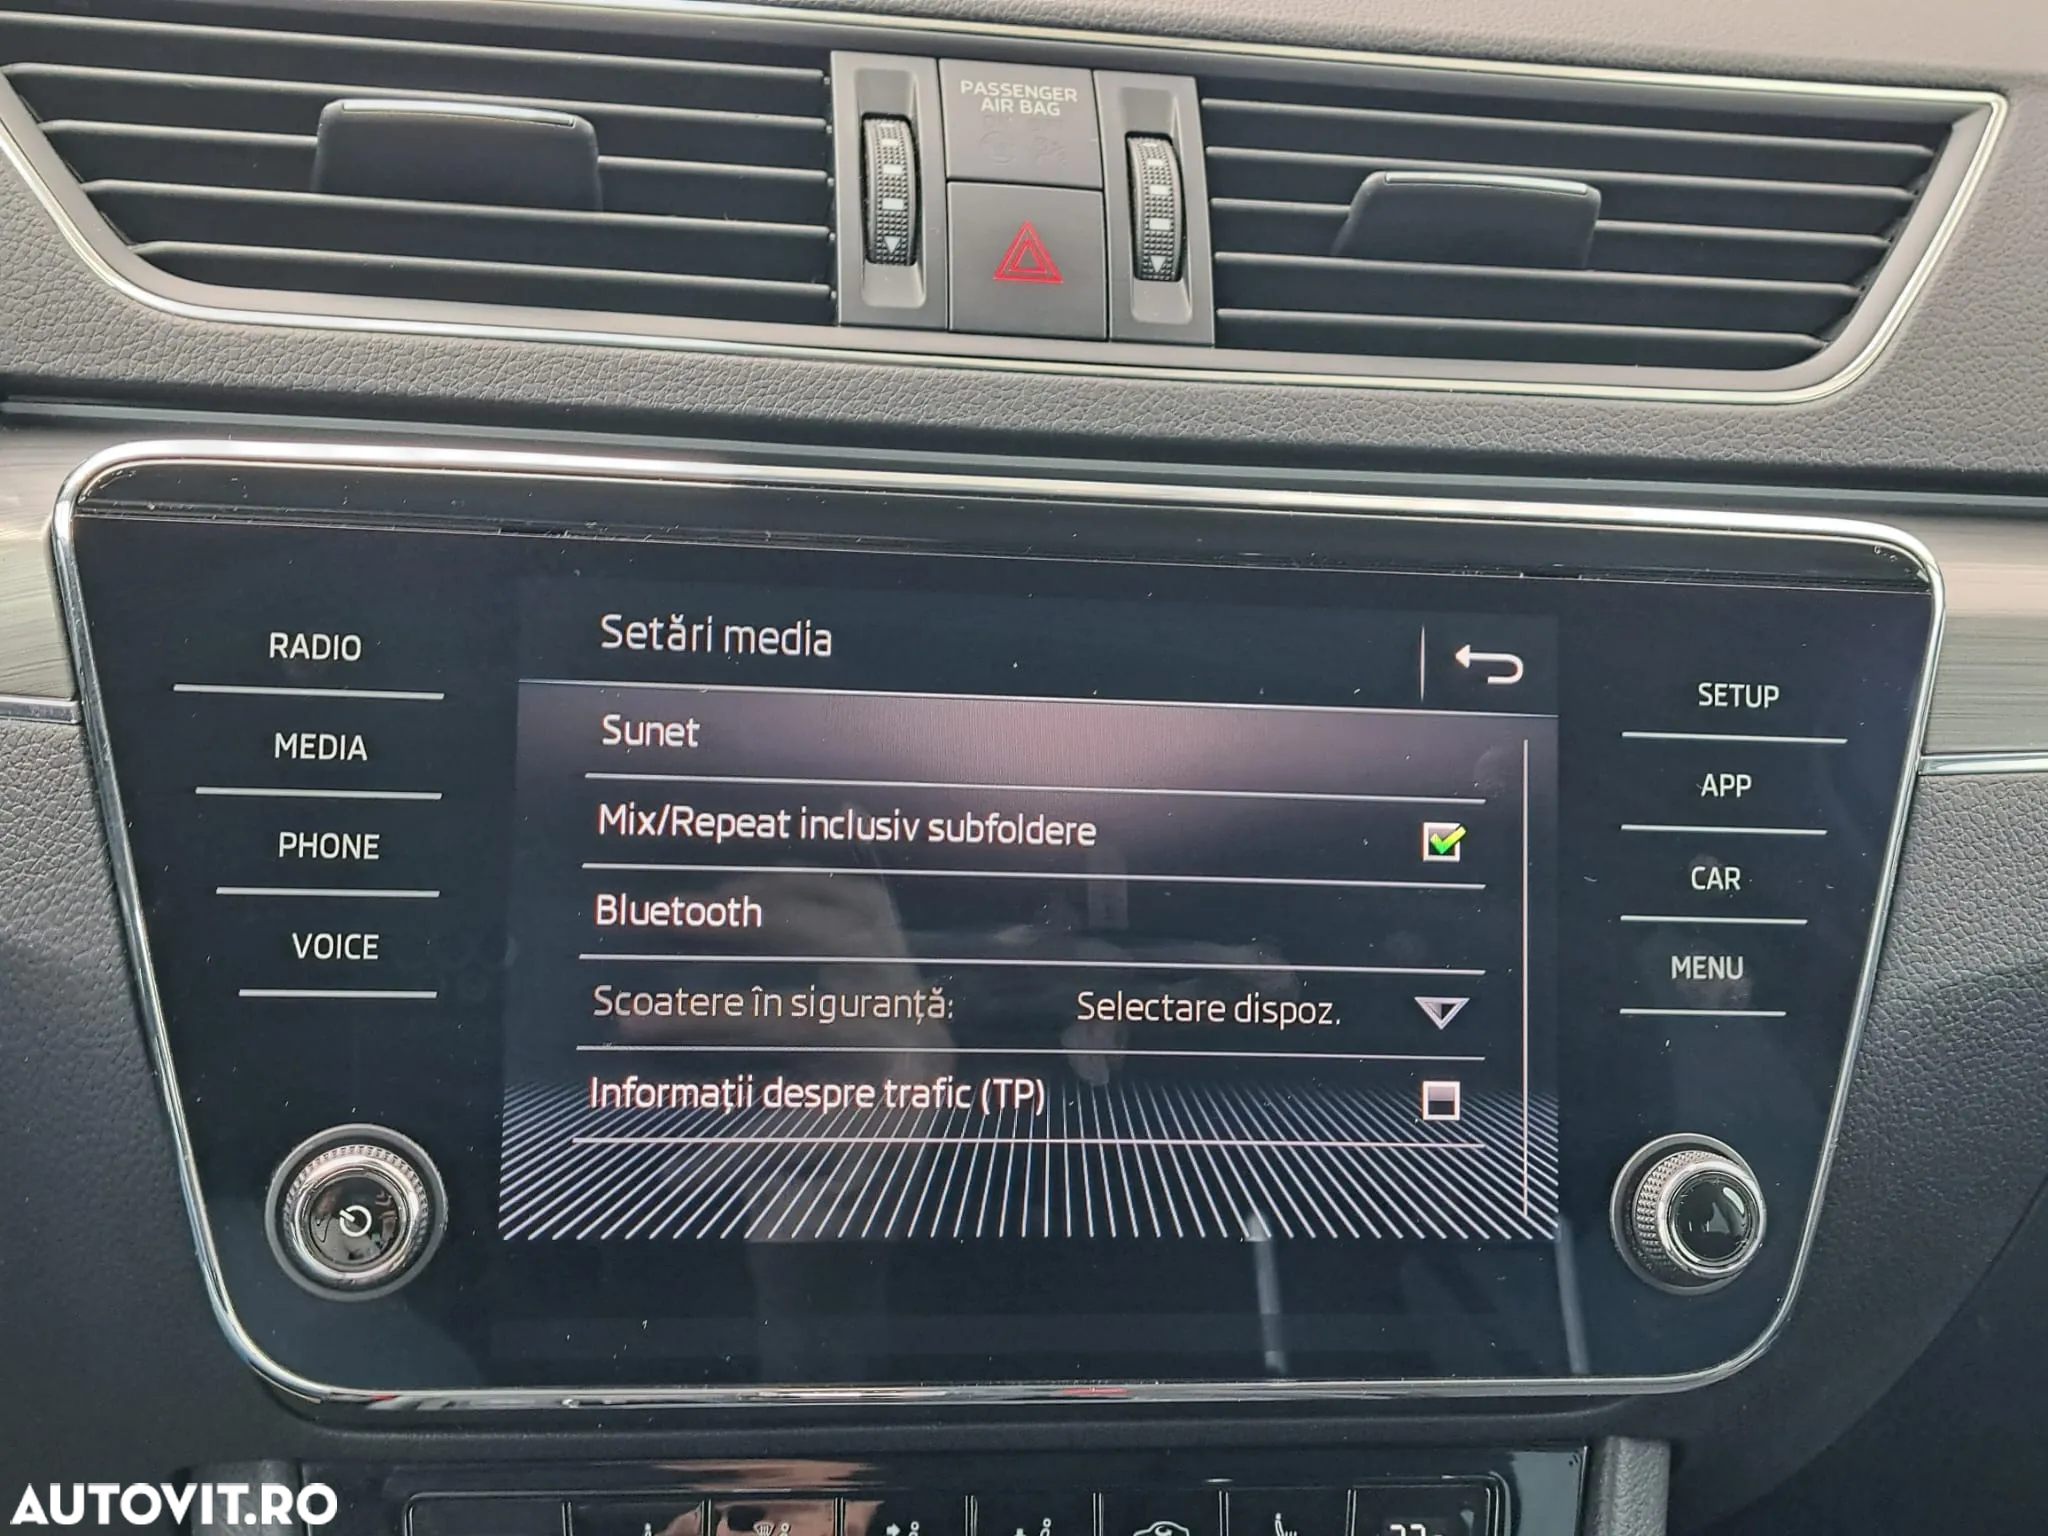 PASSENGER
AIR BAG
RADIO
MEDIA
PHONE
VOICE
Setări media
Sunet
Mix/Repeat inclusiv subfoldere
Bluetooth
Scoatere în siguranță: Selectare dispoz.
Informații despre trafic (TP)
SETUP
APP
CAR
MENU
AUTOVIT.RO